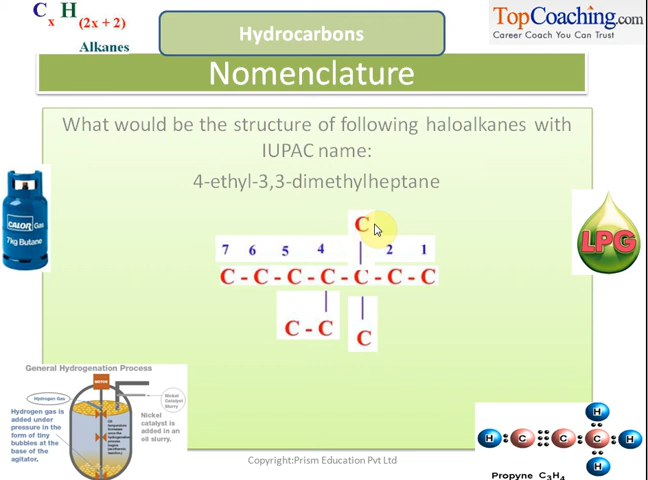 C x H (2x + 2)
Alkanes
Hydrocarbons
TopCoaching.com
Career Coach You Can Trust
Nomenclature
What would be the structure of following haloalkanes with
IUPAC name:
4-ethyl-3,3-dimethylheptane
CALOR Gas
7kg Butane
LPG
C
7 6 5 4 2 1
C - C - C - C - C - C - C
C - C C
General Hydrogenation Process
MOTOR
Hydrogen Gas
Nickel
Catalyst
Slurry
Hydrogen gas is
added under
pressure in the
form of tiny
bubbles at the
base of the
agitator.
Nickel
catalyst is
added in an
oil slurry.
Copyright:Prism Education Pvt Ltd
H
H C C C H
H
Propyne C3H4